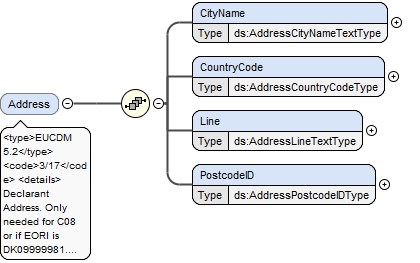 CityName
Type ds:AddressCityNameTextType
CountryCode
Type ds:AddressCountryCodeType
Address
Line
Type ds:AddressLineTextType
<type>EUCDM
5.2</type>
<code>3/17</cod
e> <details>
Declarant
Address. Only
needed for C08
or if EORI is
DK09999981....
PostcodeID
Type ds:AddressPostcodeIDType